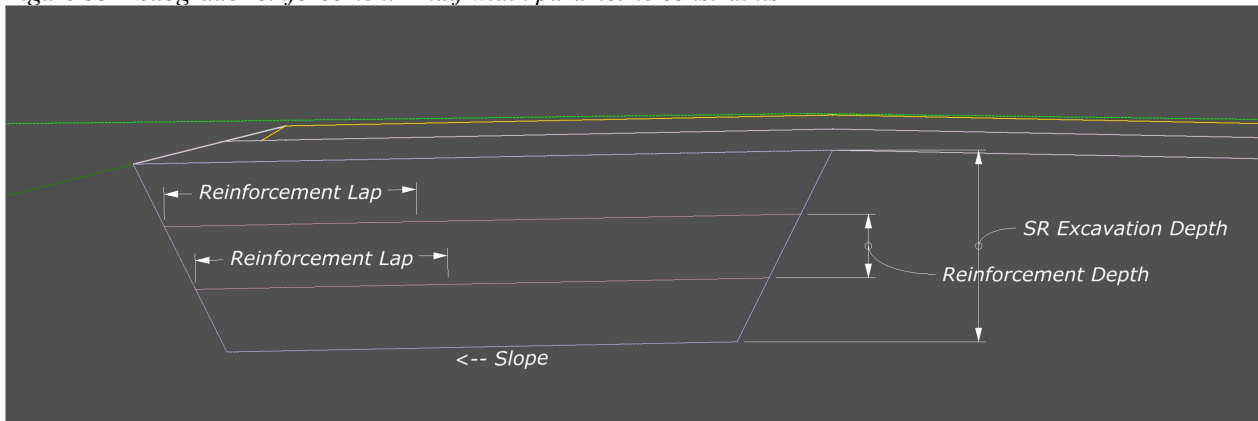 Reinforcement Lap
SR Excavation Depth
Reinforcement Lap
Reinforcement Depth
<-- Slope